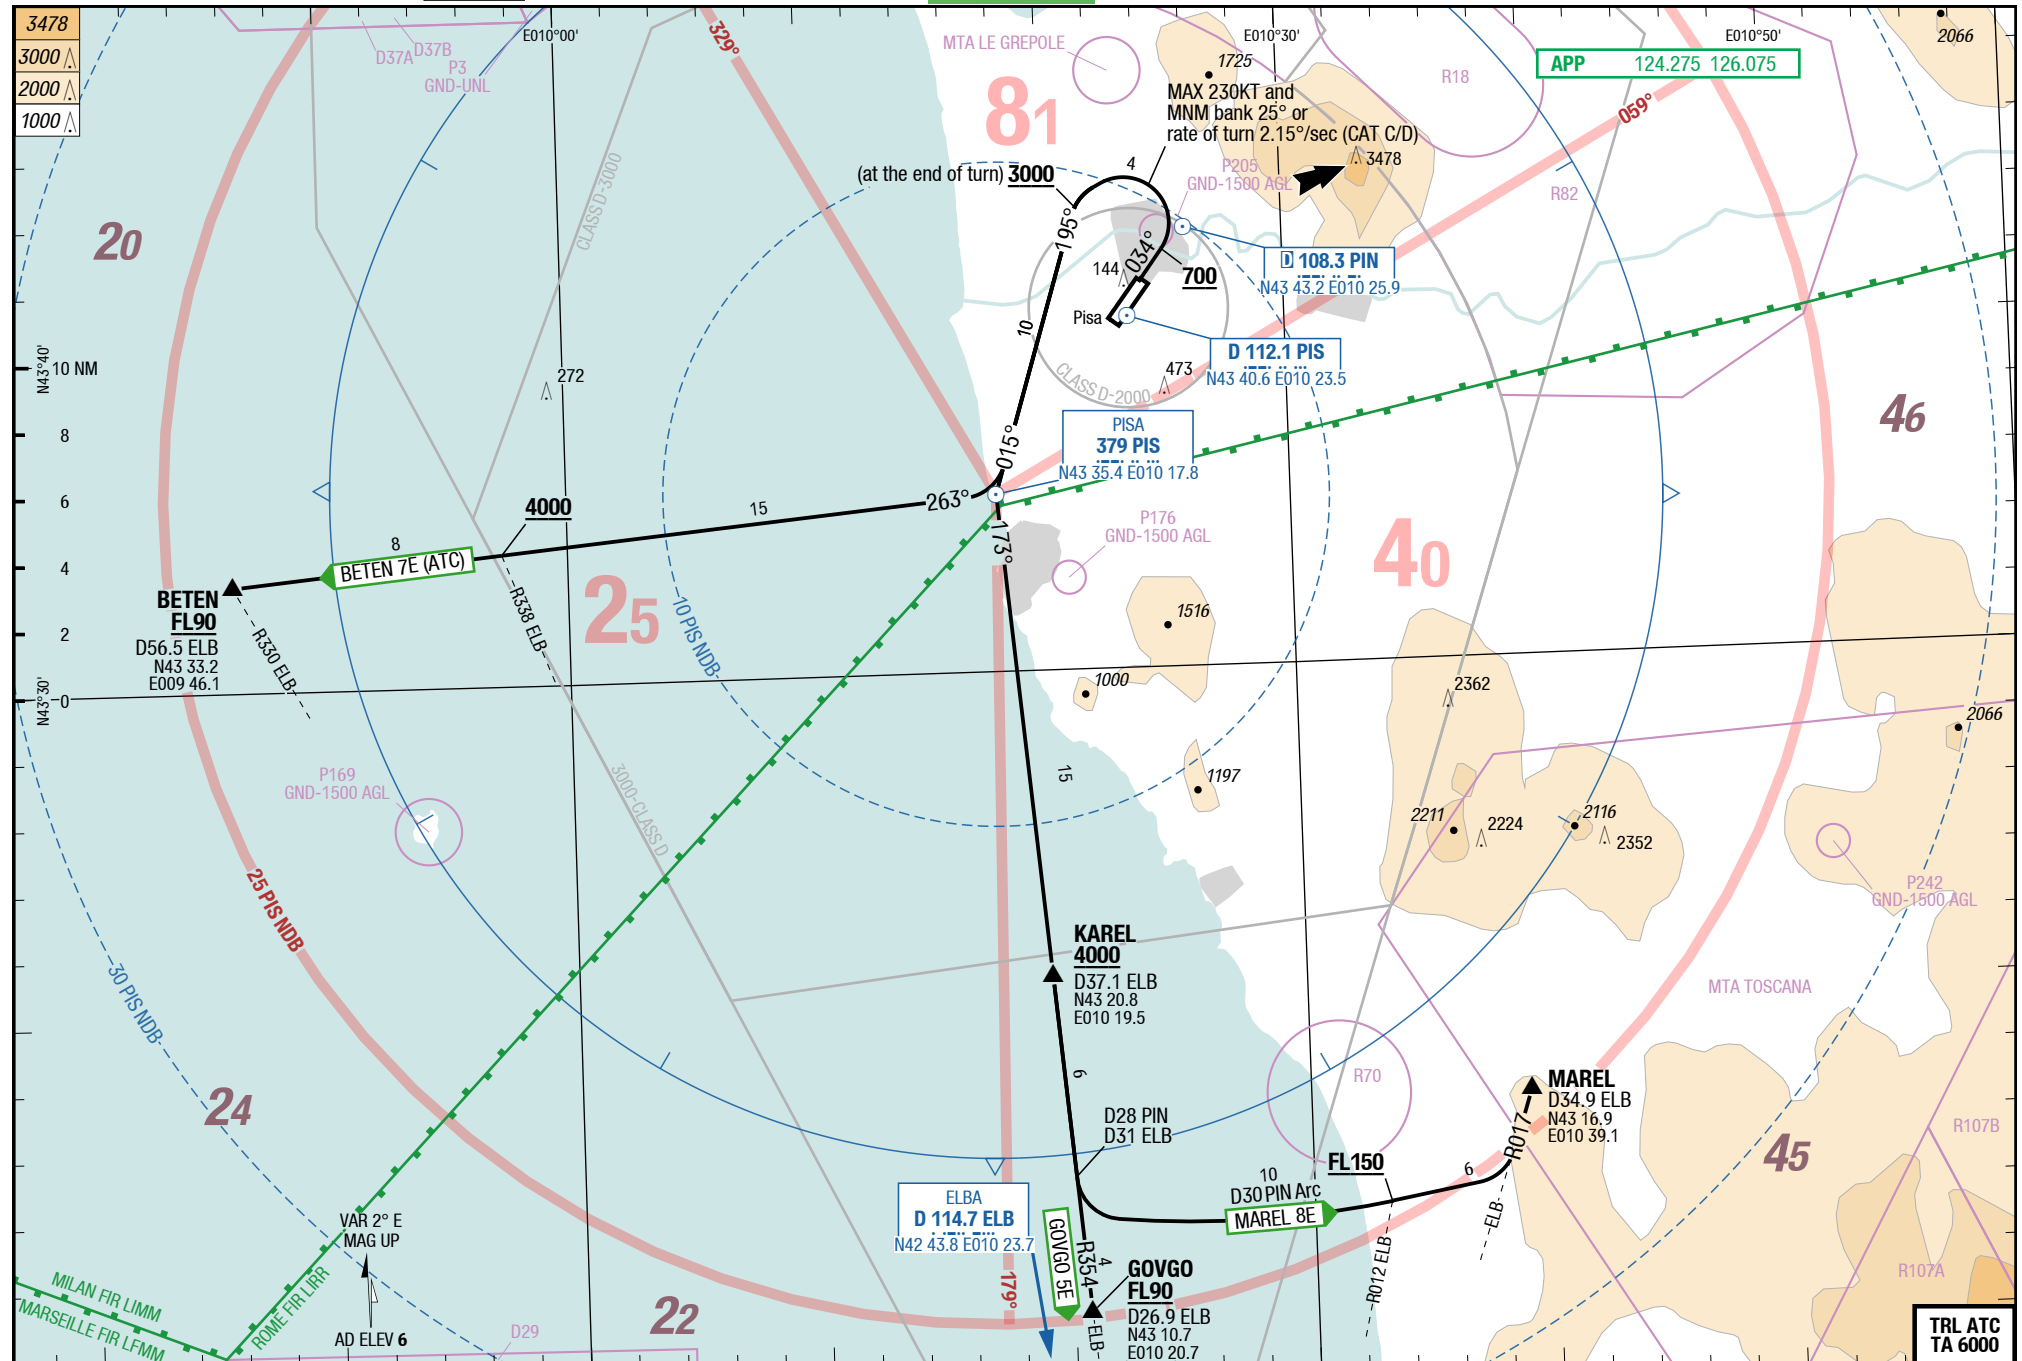 3478
3000
2000
1000
D37A
D37B
P3
GND-UNL
E010°00'
329°
MTA LE GREPOLE
81
1725
E010°30'
R18
E010°50'
2066
APP 124.275 126.075
059°
MAX 230KT and
MNM bank 25° or
rate of turn 2.15°/sec (CAT C/D)
3478
CLASS D-3000
(at the end of turn) 3000
4
P205
GND-1500 AGL
R82
20
195°
034°
144
700
D 108.3 PIN
N43 43.2 E010 25.9
Pisa
10
D 112.1 PIS
N43 40.6 E010 23.5
N43°40'
10 NM
272
473
CLASS D-2000
46
8
015°
PISA
379 PIS
N43 35.4 E010 17.8
6
4000
15
263°
173°
P176
GND-1500 AGL
40
8
BETEN 7E (ATC)
4
BETEN
FL90
D56.5 ELB
N43 33.2
E009 46.1
R330 ELB
R338 ELB
25
10 PIS NDB
1516
2
1000
2362
N43°30'
0
2066
P169
GND-1500 AGL
3000-CLASS D
15
1197
2211
2224
2116
2352
P242
GND-1500 AGL
25 PIS NDB
KAREL
4000
D37.1 ELB
N43 20.8
E010 19.5
30 PIS NDB
MTA TOSCANA
6
R70
MAREL
D34.9 ELB
N43 16.9
E010 39.1
24
D28 PIN
D31 ELB
R017
R107B
45
FL150
6
10
D30 PIN Arc
MAREL 8E
ELBA
D 114.7 ELB
N42 43.8 E010 23.7
GOVGO 5E
R354
4
ELB
ELB
R012 ELB
VAR 2° E
MAG UP
MILAN FIR LIMM
MARSEILLE FIR LFMM
ROME FIR LIRR
179°
GOVGO
FL90
D26.9 ELB
N43 10.7
E010 20.7
R107A
22
AD ELEV 6
D29
TRL ATC
TA 6000